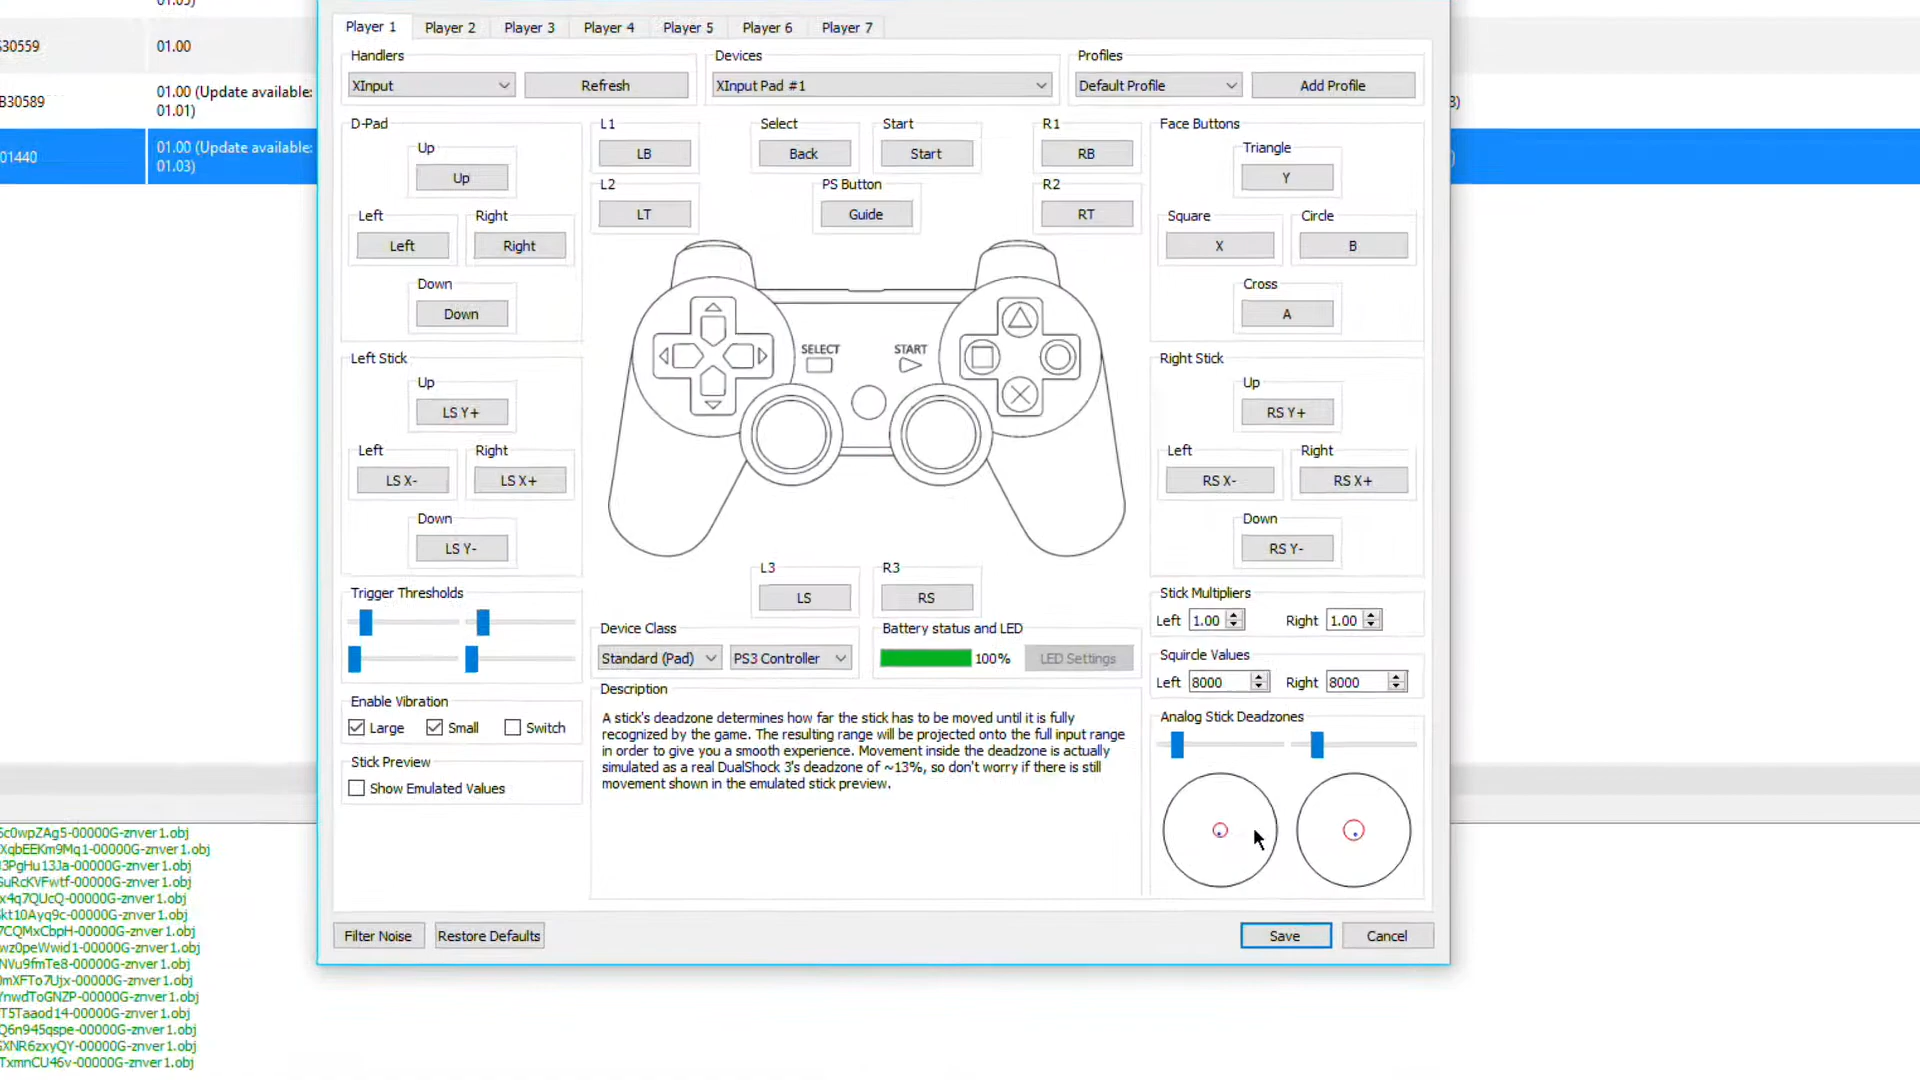 S30559
01.00
B30589
01.00 (Update available:
01.01)
01440
01.00 (Update available:
01.03)
Player 1
Player 2
Player 3
Player 4
Player 5
Player 6
Player 7
Handlers
Devices
Profiles
XInput
Refresh
XInput Pad #1
Default Profile
Add Profile
D-Pad
Up
Up
Left
Right
Left
Right
Down
Down
L1
LB
L2
LT
Select
Back
Start
Start
PS Button
Guide
R1
RB
R2
RT
Face Buttons
Triangle
Y
Square
Circle
X
B
Cross
A
SELECT
START
Left Stick
Up
LS Y+
Left
Right
LS X-
LS X+
Down
LS Y-
Right Stick
Up
RS Y+
Left
Right
RS X-
RS X+
Down
RS Y-
L3
LS
R3
RS
Trigger Thresholds
Device Class
Standard (Pad)
PS3 Controller
Battery status and LED
100%
LED Settings
Stick Multipliers
Left 1.00
Right 1.00
Squircle Values
Left 8000
Right 8000
Enable Vibration
Large
Small
Switch
Stick Preview
Show Emulated Values
Description
A stick's deadzone determines how far the stick has to be moved until it is fully
recognized by the game. The resulting range will be projected onto the full input range
in order to give you a smooth experience. Movement inside the deadzone is actually
simulated as a real DualShock 3's deadzone of ~13%, so don't worry if there is still
movement shown in the emulated stick preview.
Analog Stick Deadzones
Filter Noise
Restore Defaults
Save
Cancel
5c0wpZAg5-00000G-znver1.obj
XqbEEKm9Mq1-00000G-znver1.obj
3PgHu13Ja-00000G-znver1.obj
uRcKVFwtf-00000G-znver1.obj
x4q7QUcQ-00000G-znver1.obj
kt10Ayq9c-00000G-znver1.obj
7CQMxCbpH-00000G-znver1.obj
wz0peWwid1-00000G-znver1.obj
NVu9fmTe8-00000G-znver1.obj
mXFTo7Ujx-00000G-znver1.obj
YnwdToGNZP-00000G-znver1.obj
T5Taaod14-00000G-znver1.obj
Q6n945qspe-00000G-znver1.obj
XNR6zxyQY-00000G-znver1.obj
TxmnCU46v-00000G-znver1.obj